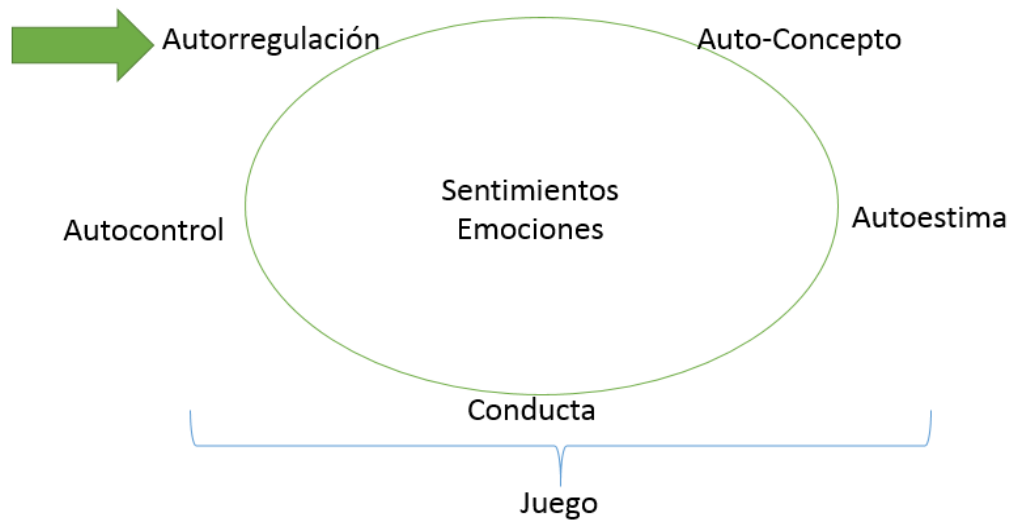 Autorregulación
Auto-Concepto
Sentimientos
Emociones
Autocontrol
Autoestima
Conducta
Juego